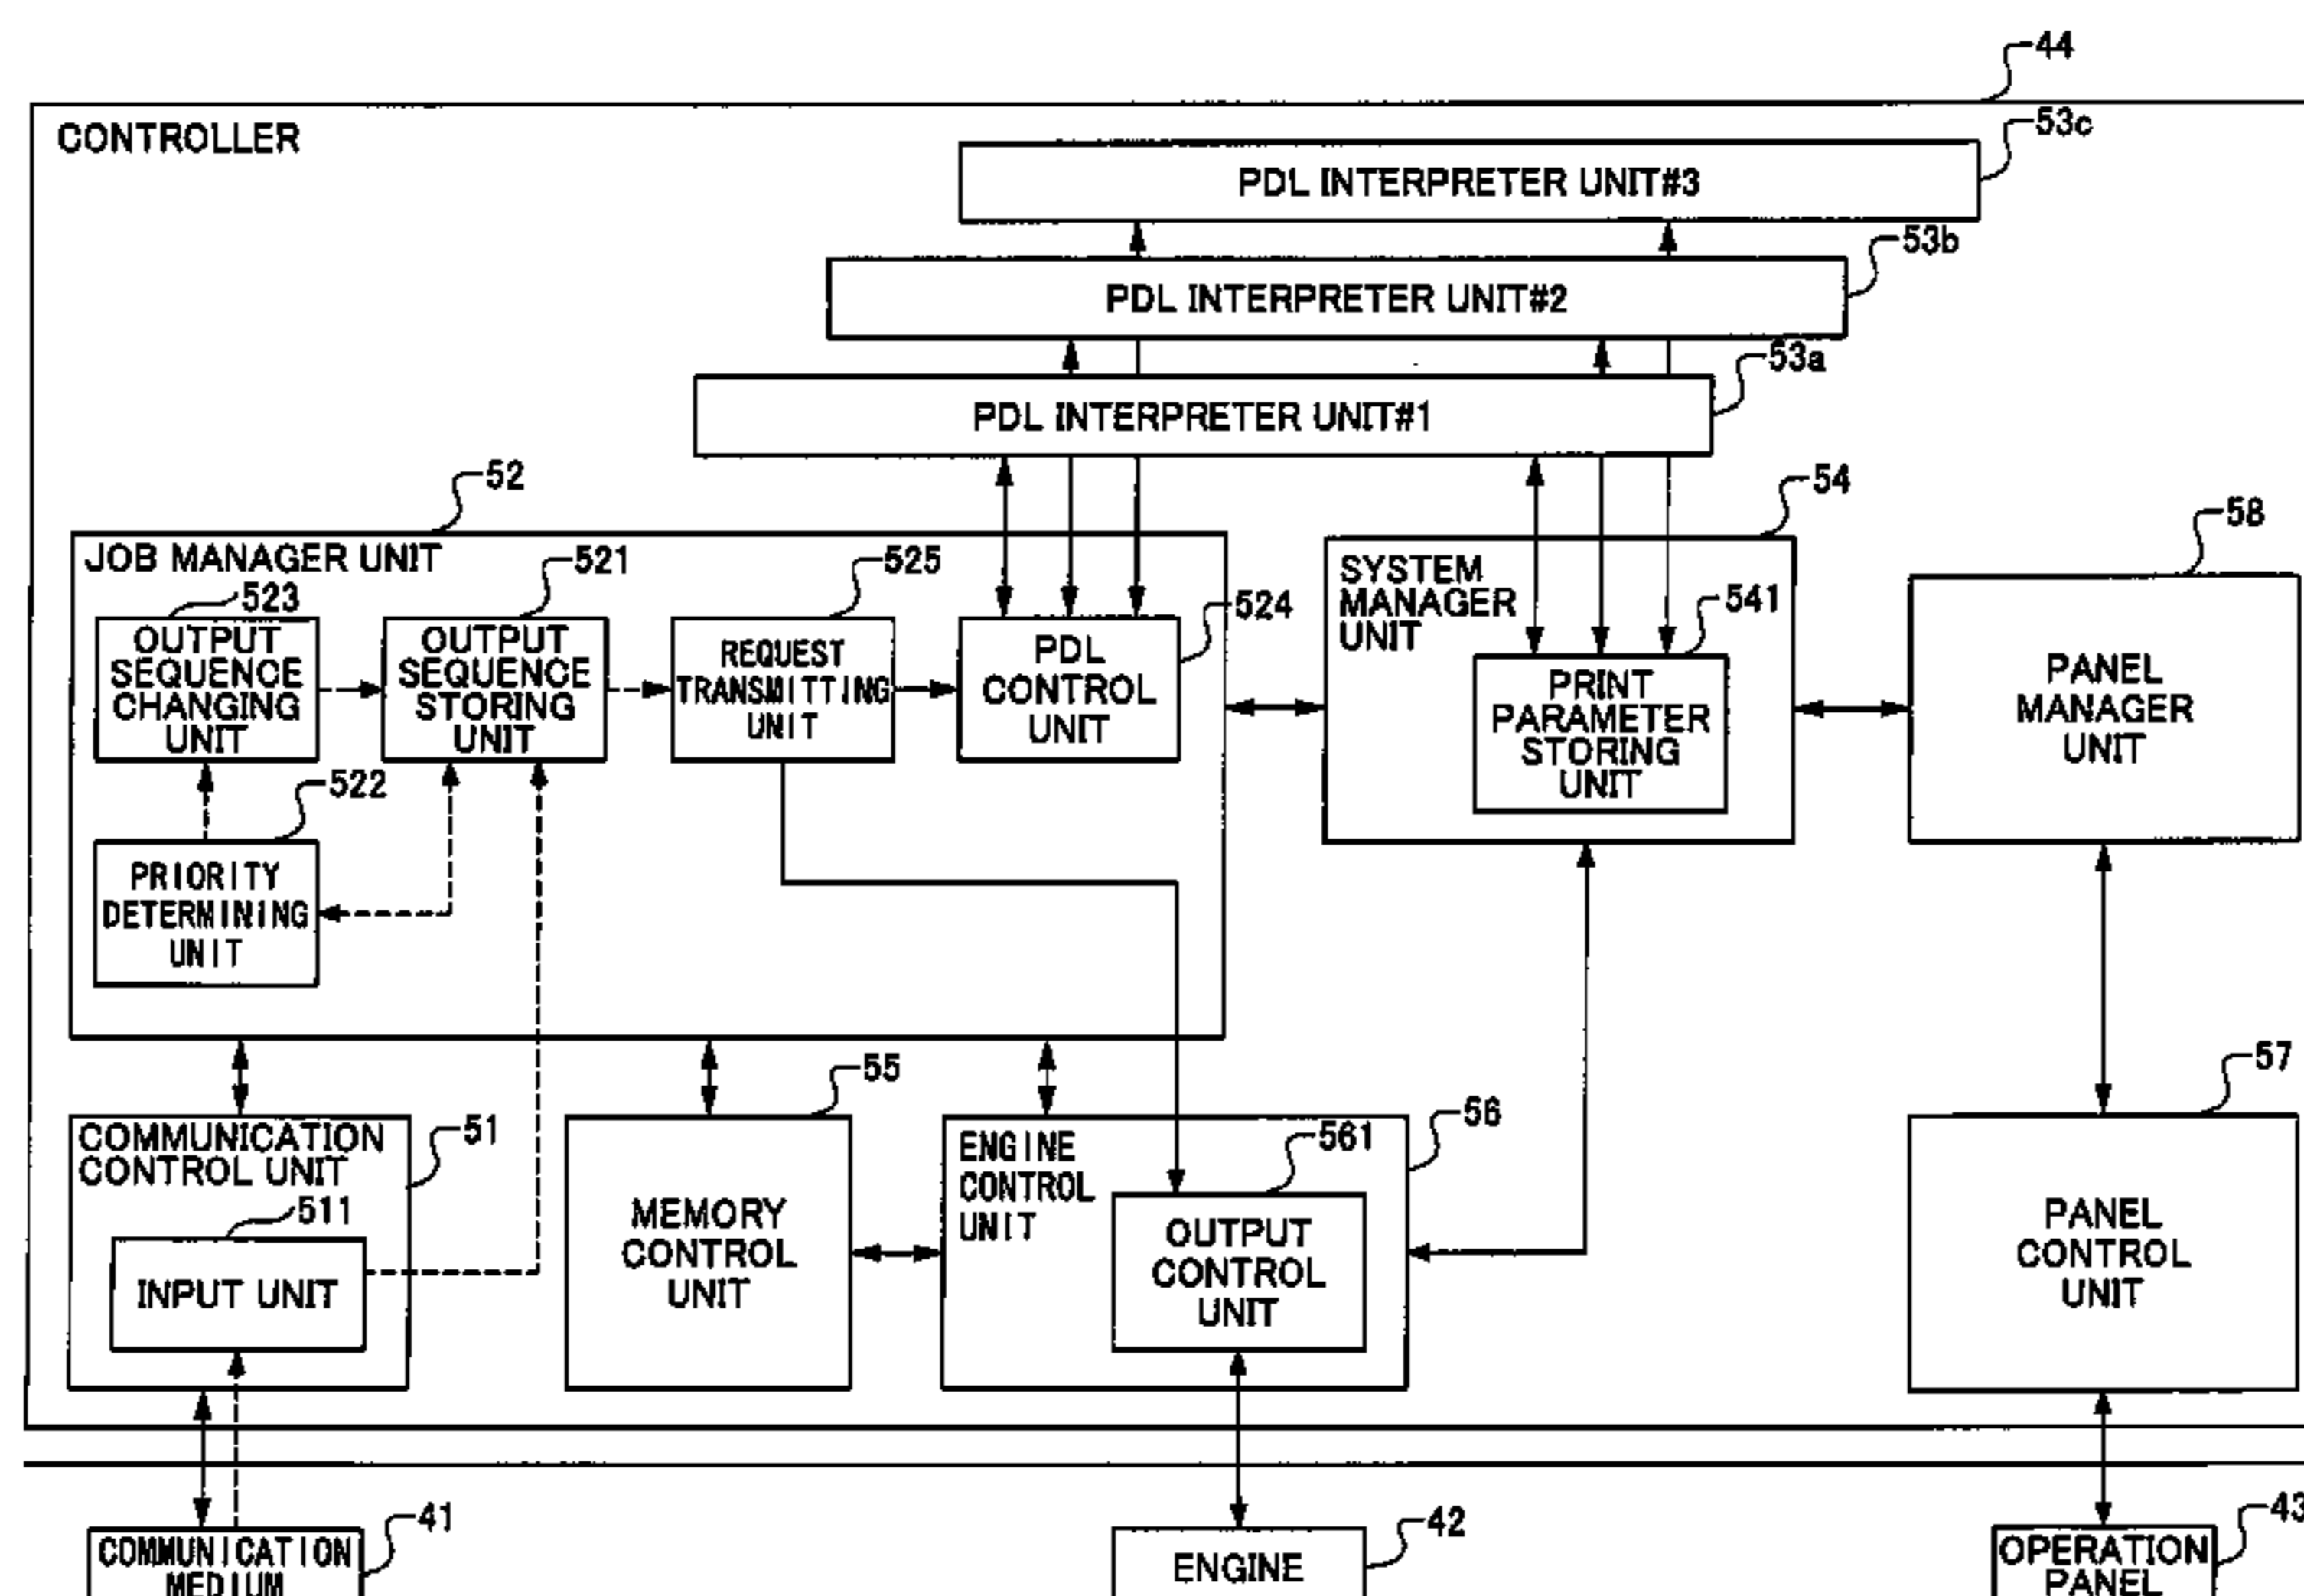 44
CONTROLLER
53c
PDL INTERPRETER UNIT#3
53b
PDL INTERPRETER UNIT#2
53a
PDL INTERPRETER UNIT#1
52
54
58
JOB MANAGER UNIT
523
521
525
524
OUTPUT
SEQUENCE
CHANGING
UNIT
OUTPUT
SEQUENCE
STORING
UNIT
REQUEST
TRANSMITTING
UNIT
PDL
CONTROL
UNIT
SYSTEM
MANAGER
UNIT
541
PRINT
PARAMETER
STORING
UNIT
PANEL
MANAGER
UNIT
522
PRIORITY
DETERMINING
UNIT
55
57
51
56
COMMUNICATION
CONTROL UNIT
511
INPUT UNIT
MEMORY
CONTROL
UNIT
ENGINE
CONTROL
UNIT
561
OUTPUT
CONTROL
UNIT
PANEL
CONTROL
UNIT
41
COMMUNICATION
MEDIUM
42
ENGINE
43
OPERATION
PANEL